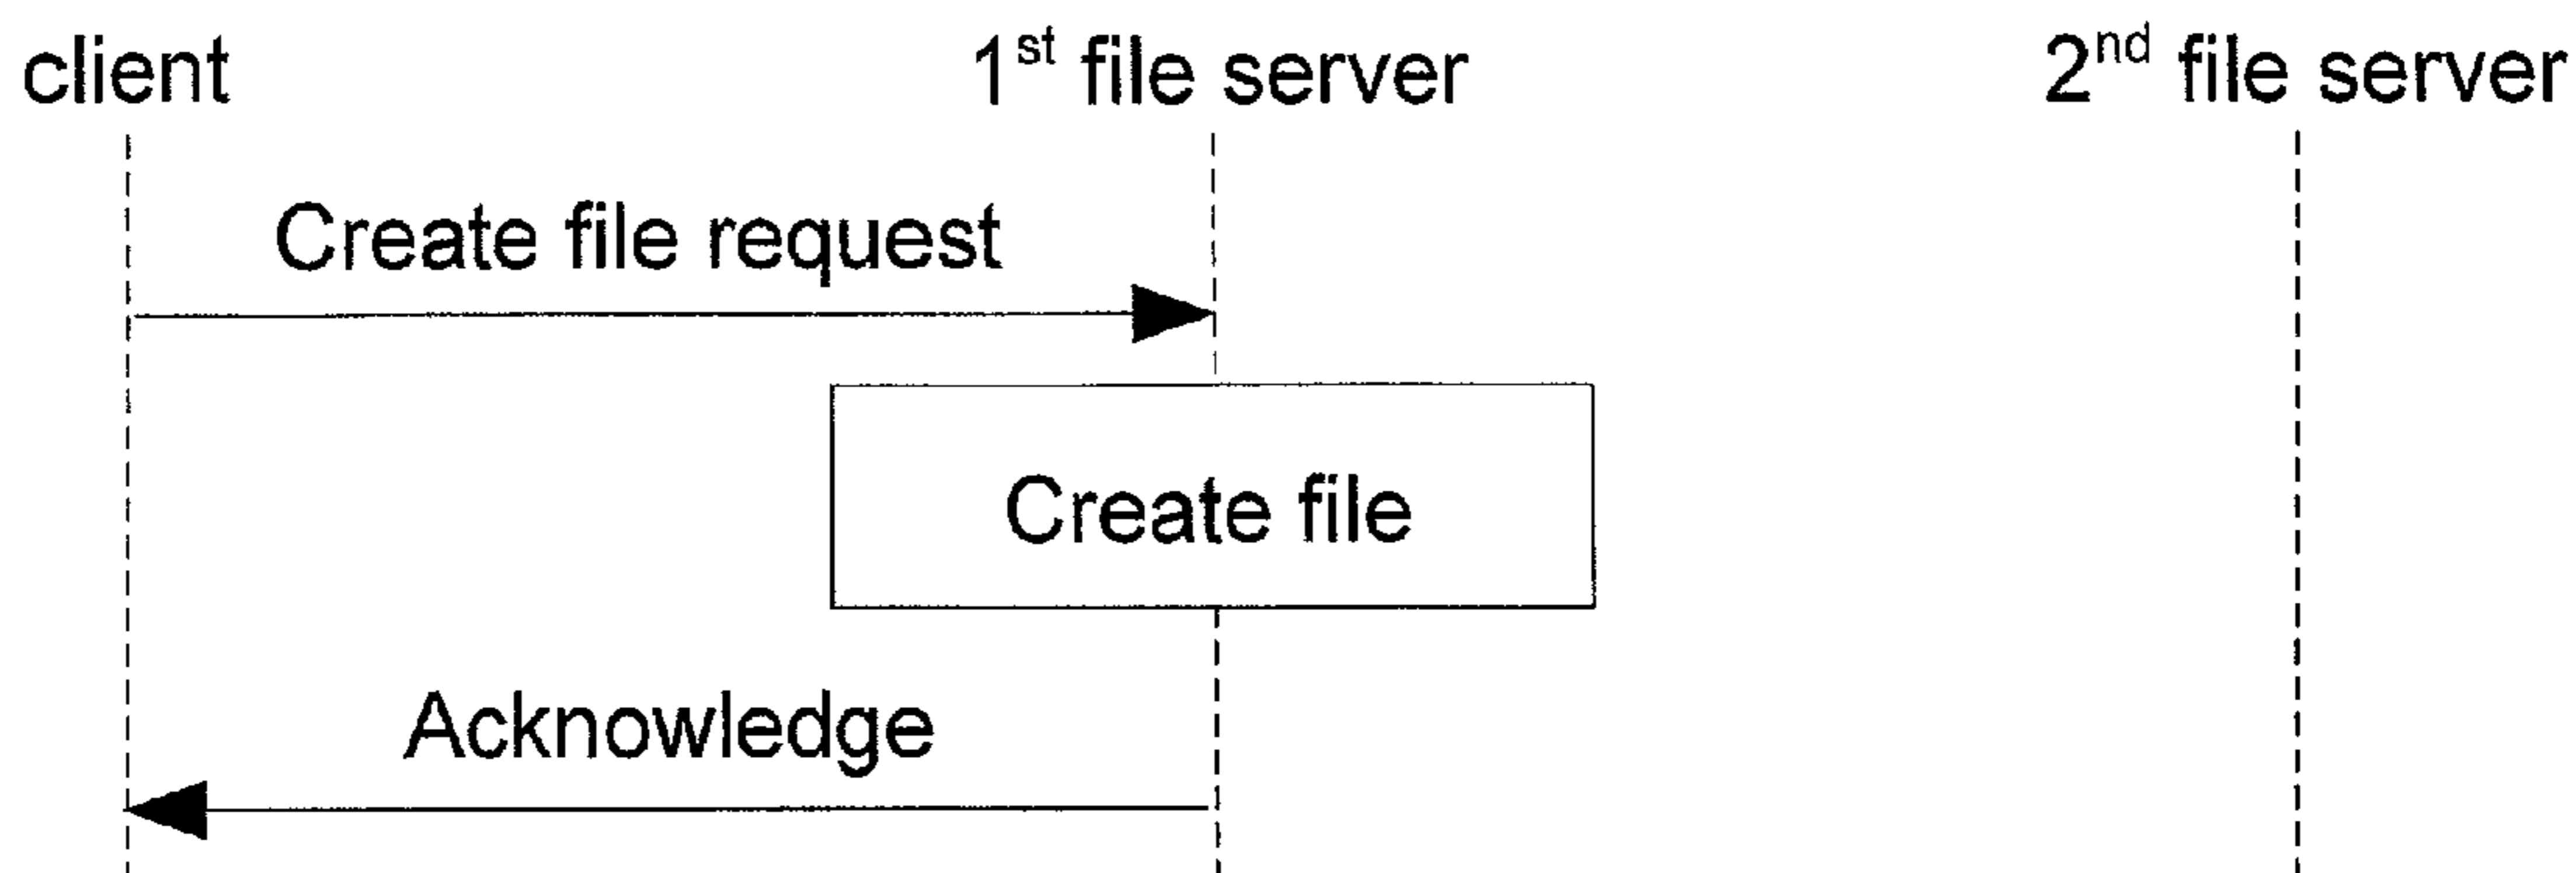 client 1st file server 2nd file server
Create file request
Create file
Acknowledge